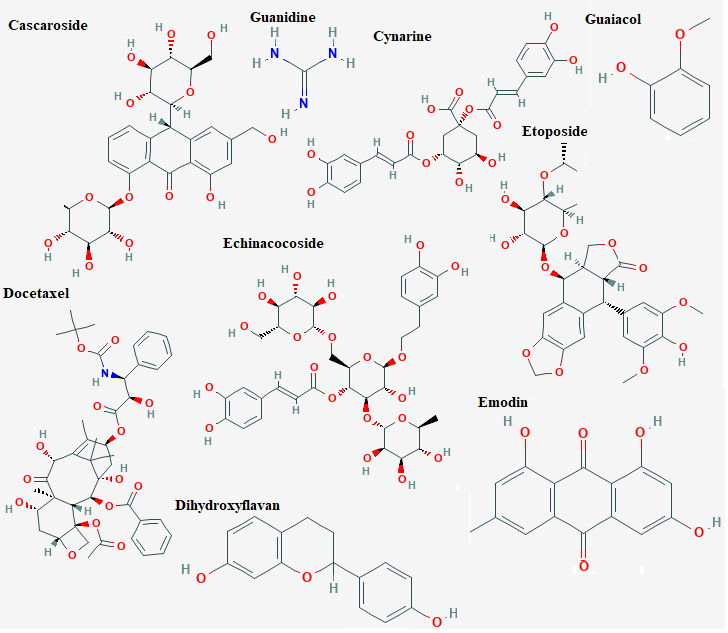 Cascaroside
Guanidine
Cynarine
Guaiacol
Etoposide
Echinacocoside
Docetaxel
Emodin
Dihydroxyflavan